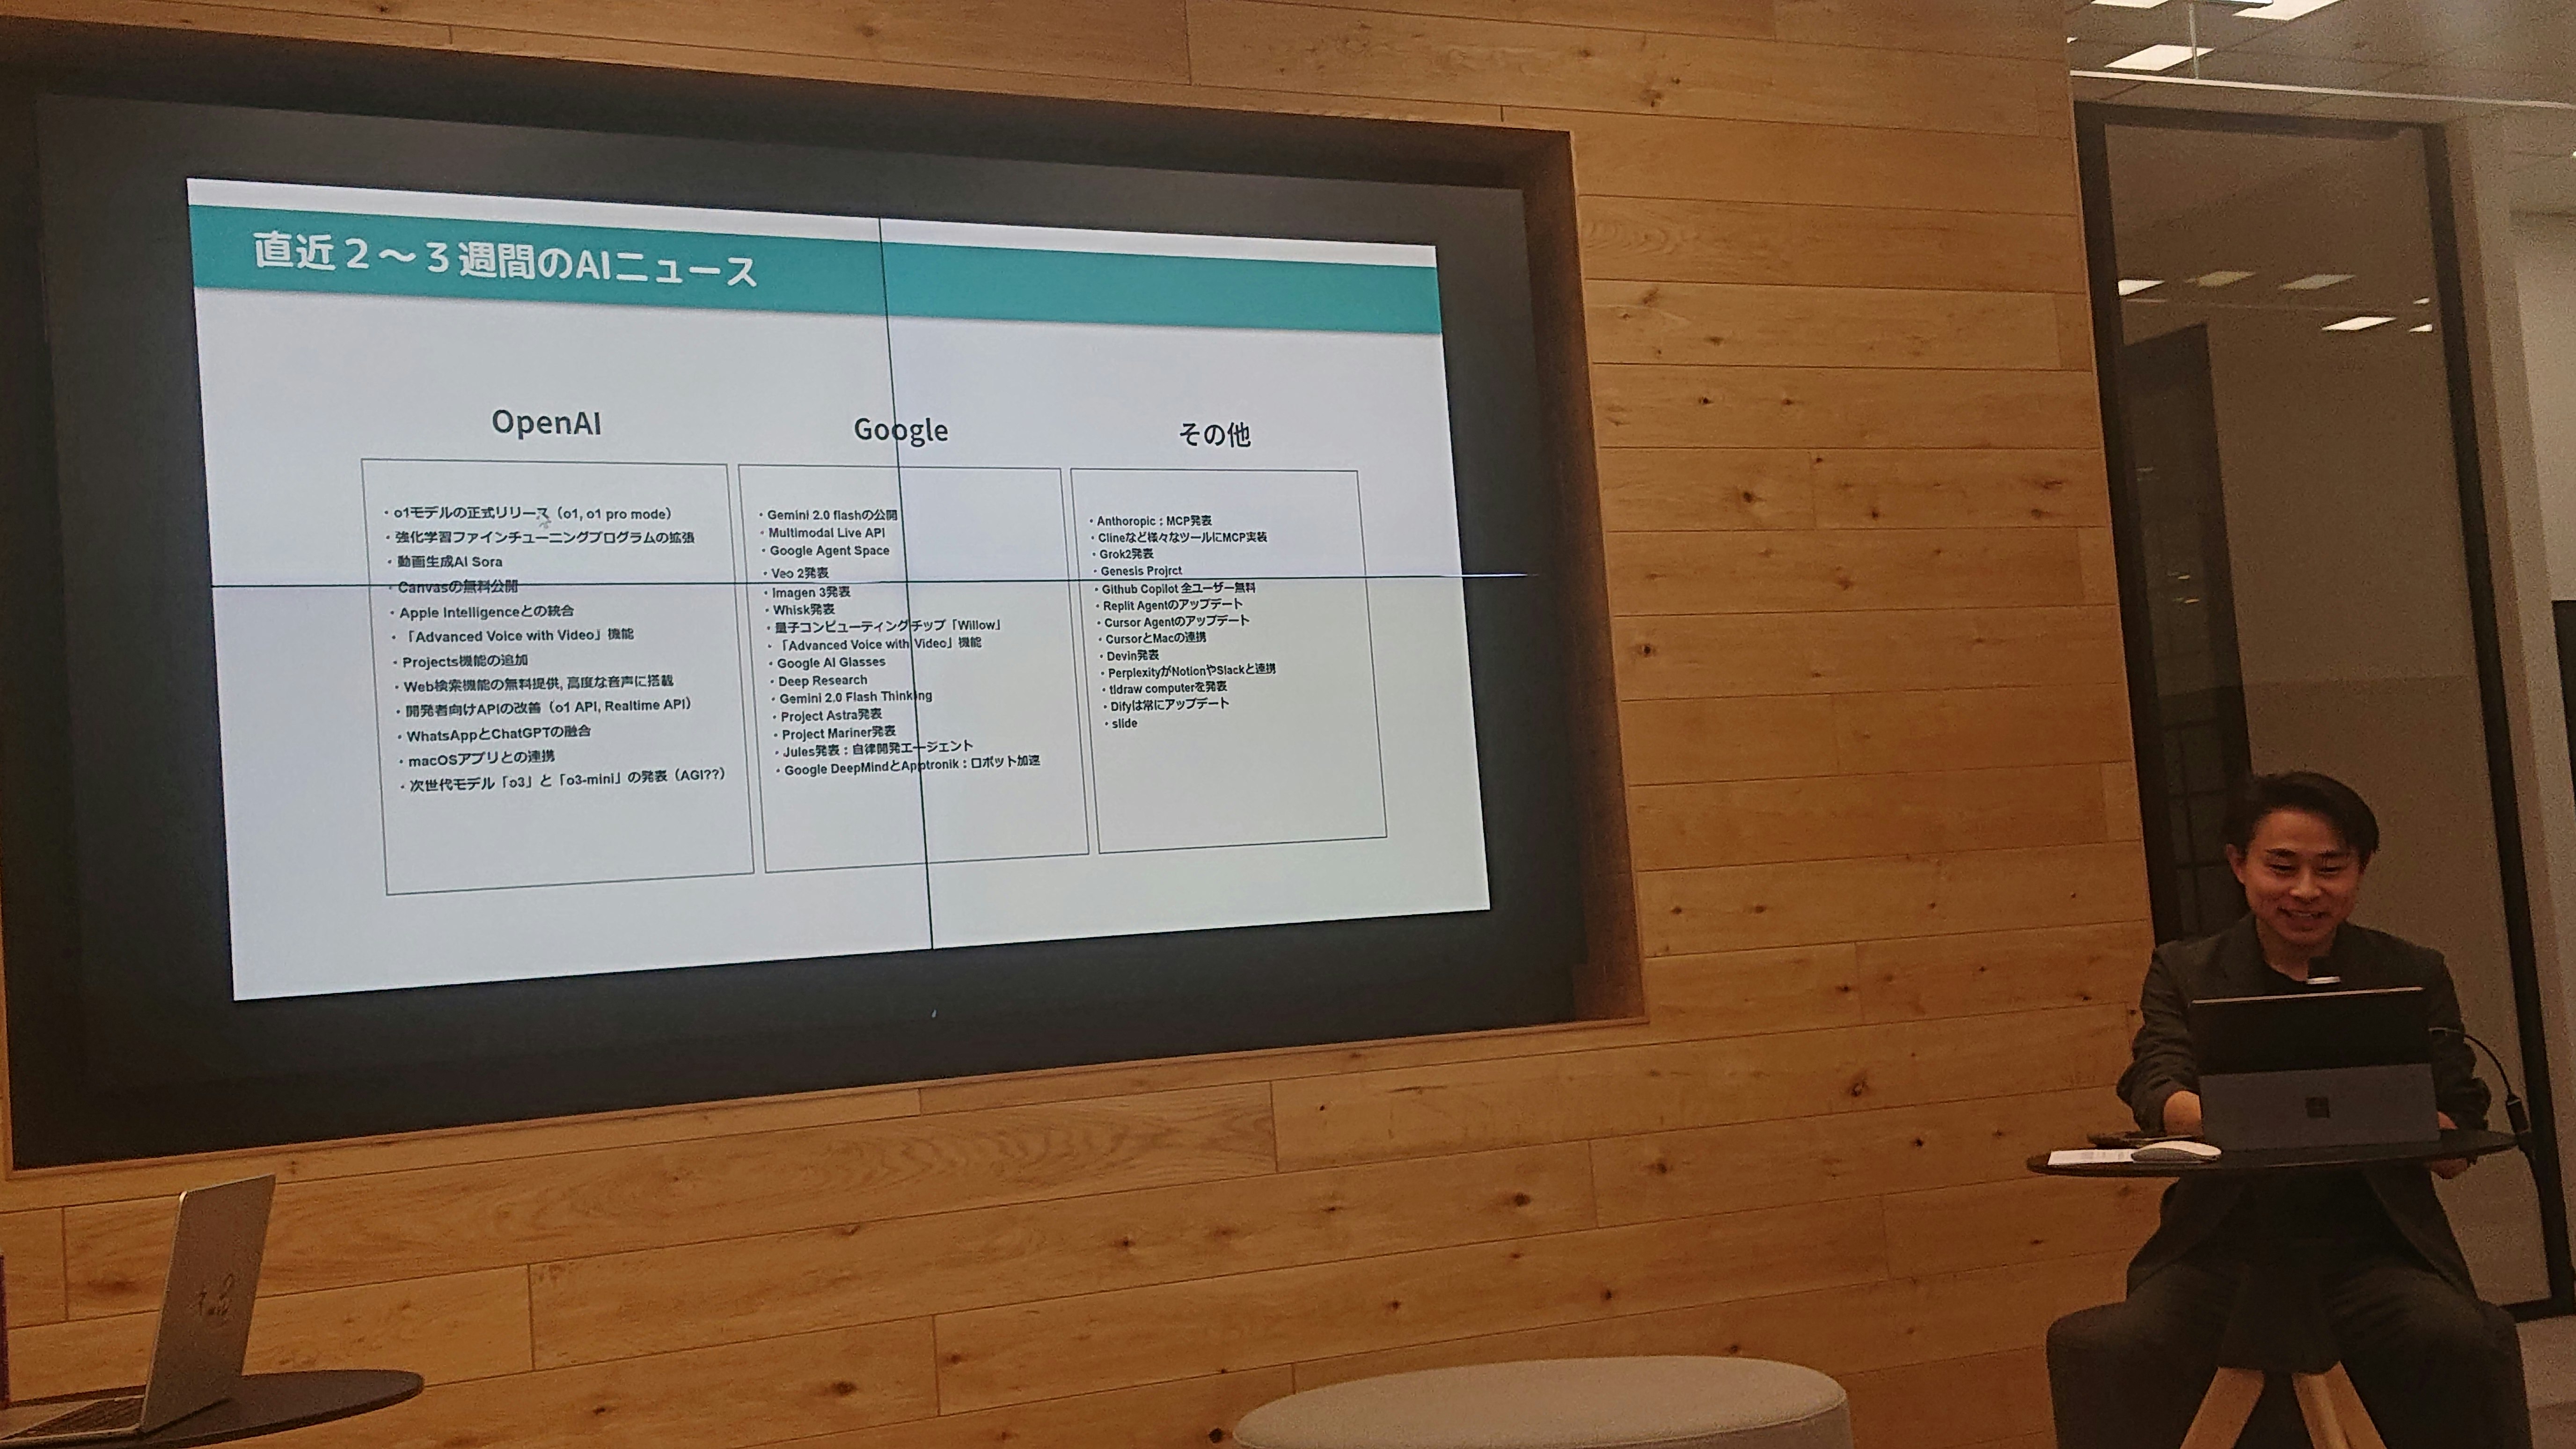 直近２～３週間のAIニュース
OpenAI
・o1モデルの正式リリース（o1, o1 pro mode）
・強化学習ファインチューニングプログラムの拡張
・動画生成AI Sora
・Canvasの無料公開
・Apple Intelligenceとの統合
・「Advanced Voice with Video」機能
・Projects機能の追加
・Web検索機能の無料提供, 高度な音声に搭載
・開発者向けAPIの改善（o1 API, Realtime API）
・WhatsAppとChatGPTの融合
・macOSアプリとの連携
・次世代モデル「o3」と「o3-mini」の発表（AGI??）
Google
・Gemini 2.0 flashの公開
・Multimodal Live API
・Google Agent Space
・Veo 2発表
・Imagen 3発表
・Whisk発表
・量子コンピューティングチップ「Willow」
・「Advanced Voice with Video」機能
・Google AI Glasses
・Deep Research
・Gemini 2.0 Flash Thinking
・Project Astra発表
・Project Mariner発表
・Jules発表：自律開発エージェント
・Google DeepMindとApptronik：ロボット加速
その他
・Anthoropic：MCP発表
・Clineなど様々なツールにMCP実装
・Grok2発表
・Genesis Projrct
・Github Copilot 全ユーザー無料
・Replit Agentのアップデート
・Cursor Agentのアップデート
・CursorとMacの連携
・Devin発表
・PerplexityがNotionやSlackと連携
・tldraw computerを発表
・Difyは常にアップデート
・slide